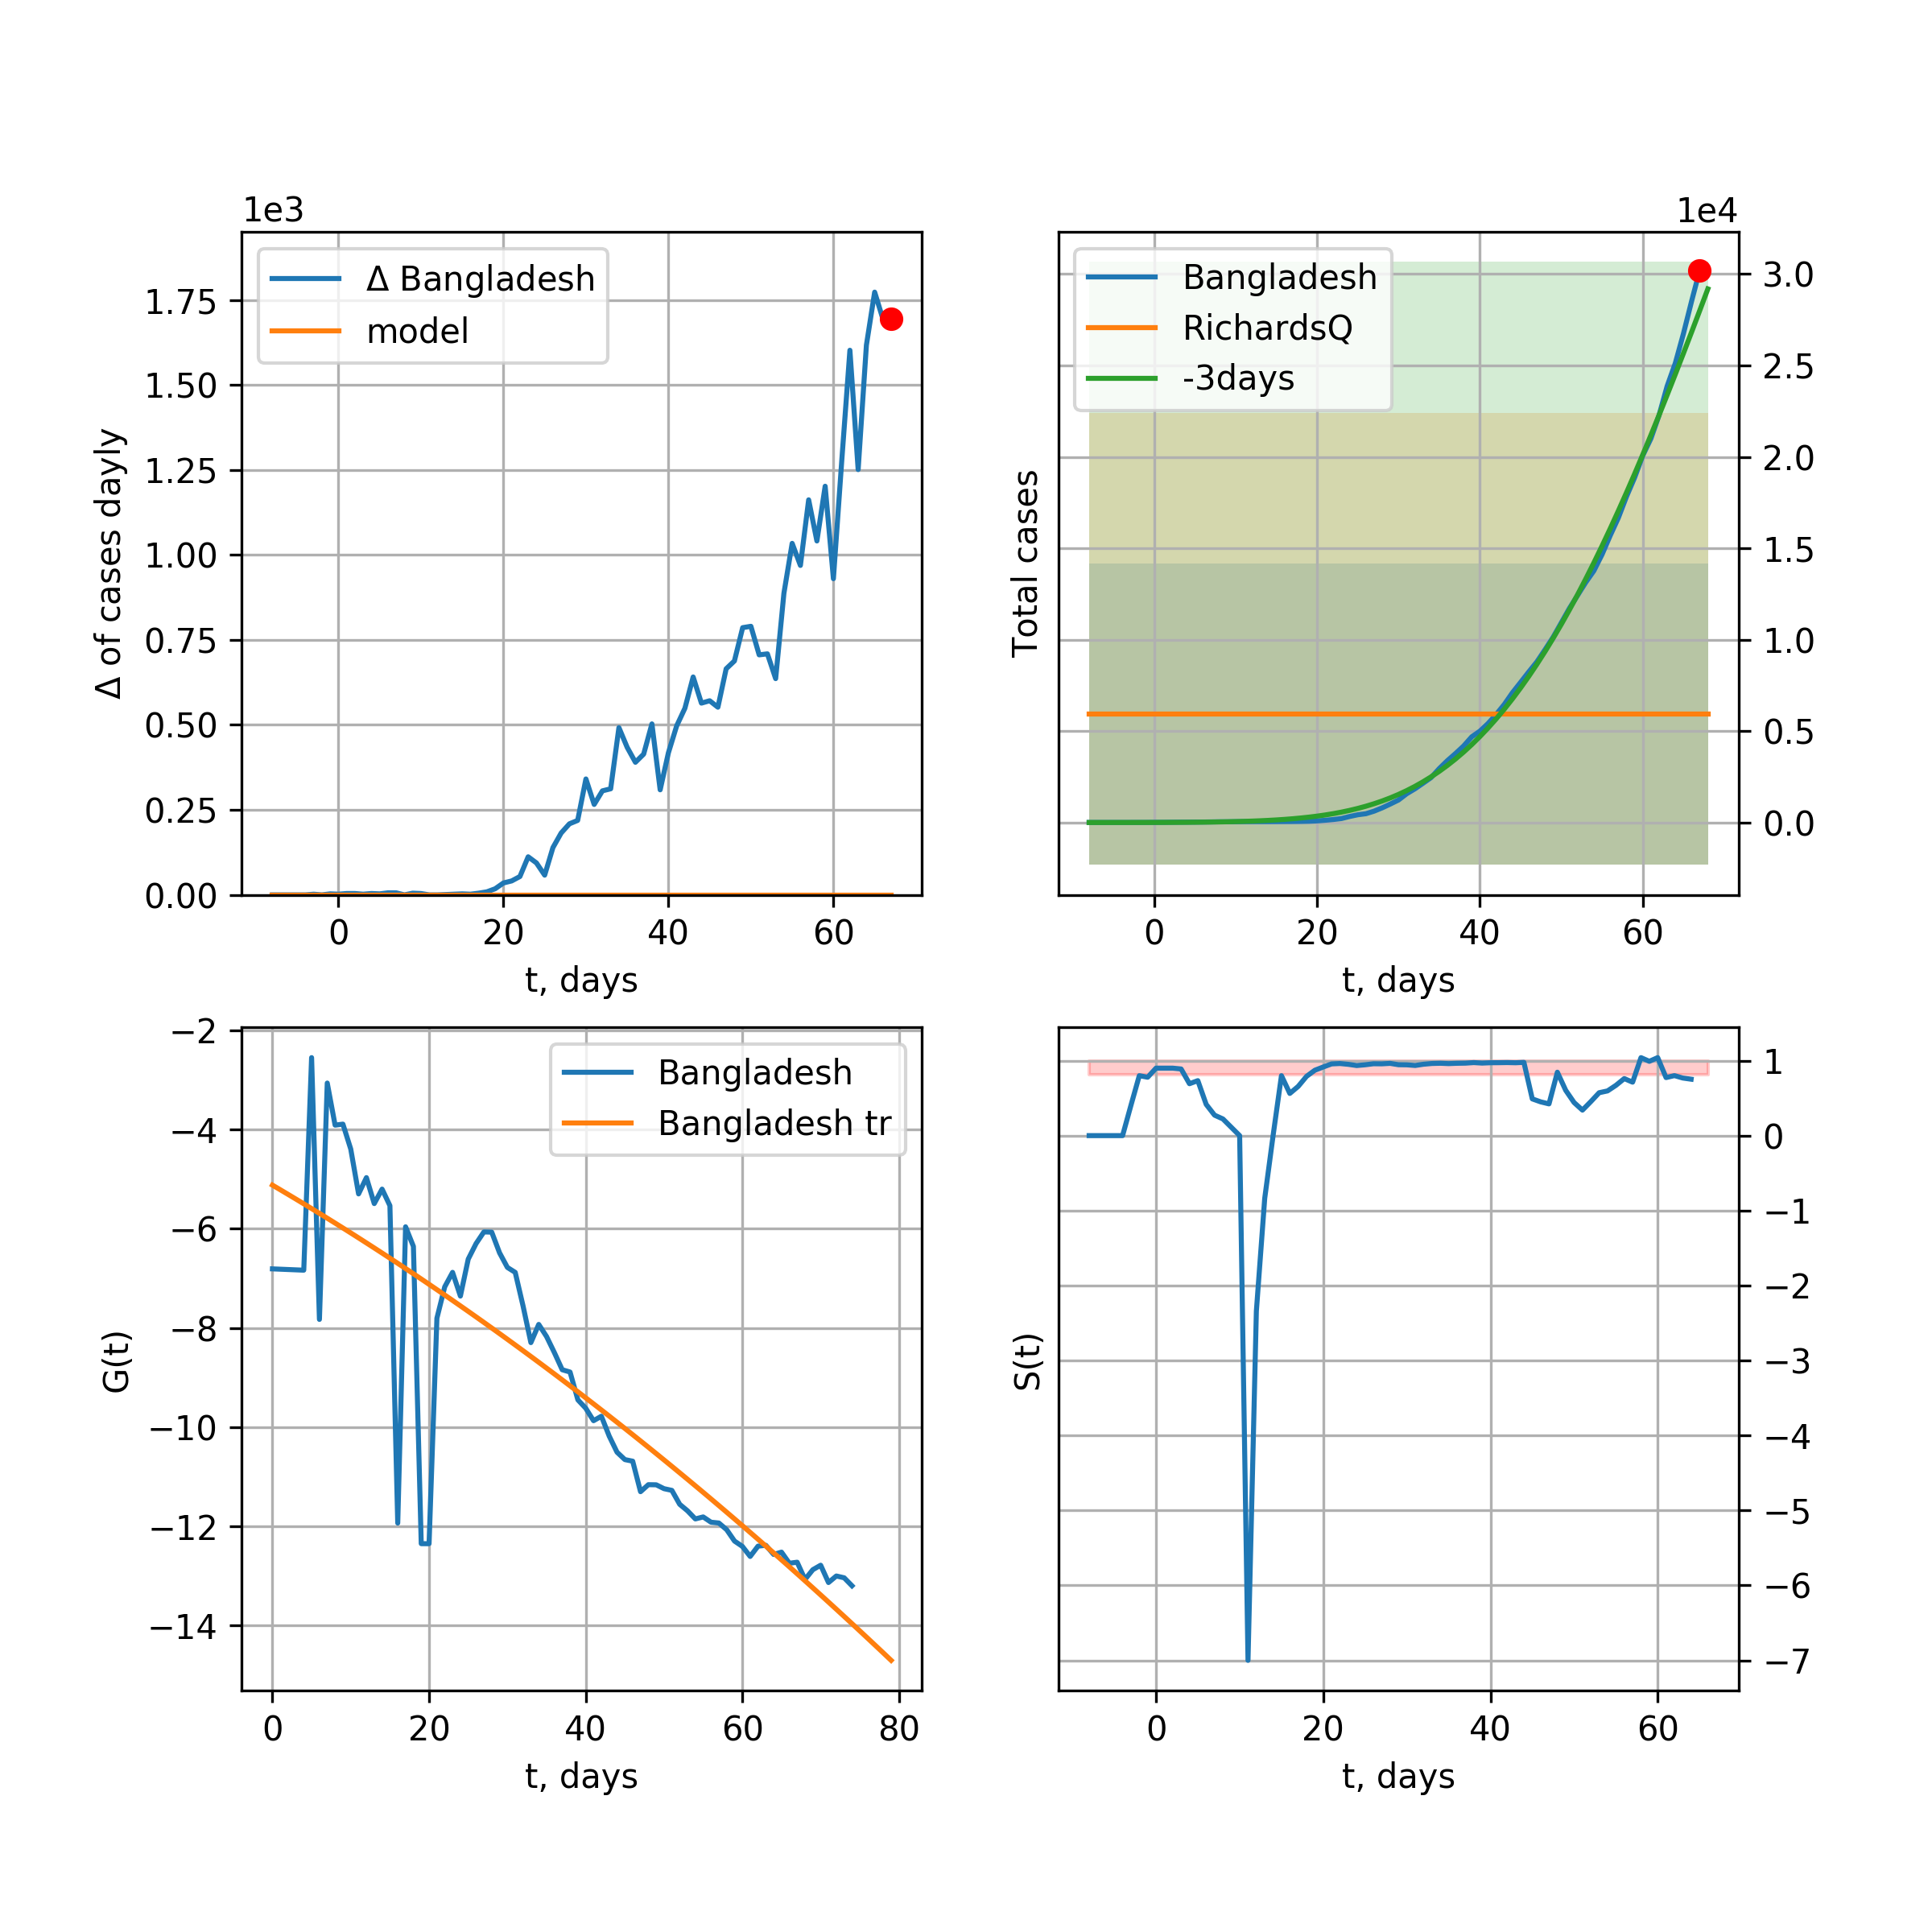 1e3
Δ Bangladesh
model
1.75
1.50
1.25
1.00
0.75
0.50
0.25
0.00
Δ of cases dayly
0 20 40 60
t, days
1e4
Bangladesh
RichardsQ
-3days
3.0
2.5
2.0
1.5
1.0
0.5
0.0
Total cases
0 20 40 60
t, days
Bangladesh
Bangladesh tr
−2
−4
−6
−8
−10
−12
−14
G(t)
0 20 40 60 80
t, days
1
0
−1
−2
−3
−4
−5
−6
−7
S(t)
0 20 40 60
t, days